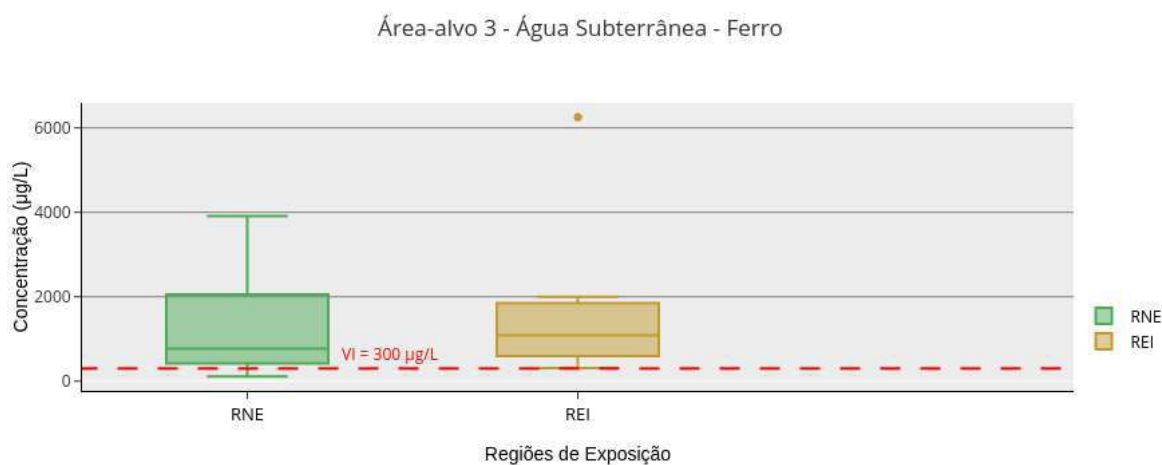 Área-alvo 3 - Água Subterrânea - Ferro
Concentração (µg/L)
6000
4000
2000
0
VI = 300 µg/L
RNE
REI
Regiões de Exposição
RNE
REI